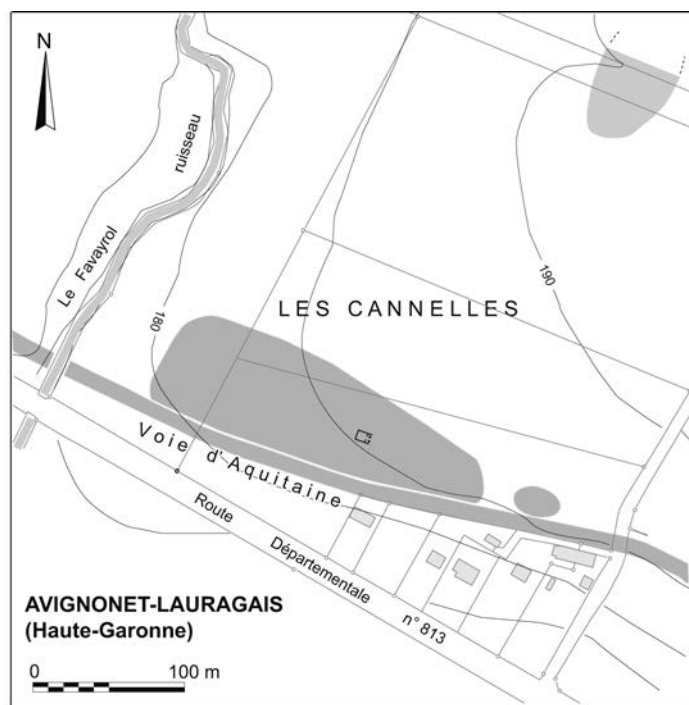 N
ruisseau
Le Favayrol
190
LES CANNELLES
180
Voie d'Aquitaine
Route
Départementale
n° 813
AVIGNONET-LAURAGAIS
(Haute-Garonne)
0 100 m